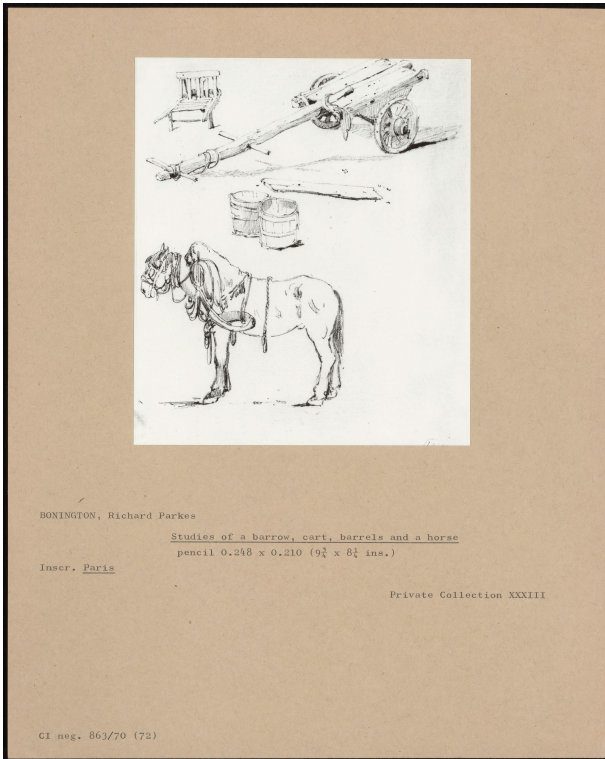 BONINGTON, Richard Parkes
Studies of a barrow, cart, barrels and a horse
pencil 0.248 x 0.210 (9¾ x 8¼ ins.)
Inscr. Paris
Private Collection XXXIII
CI neg. 863/70 (72)